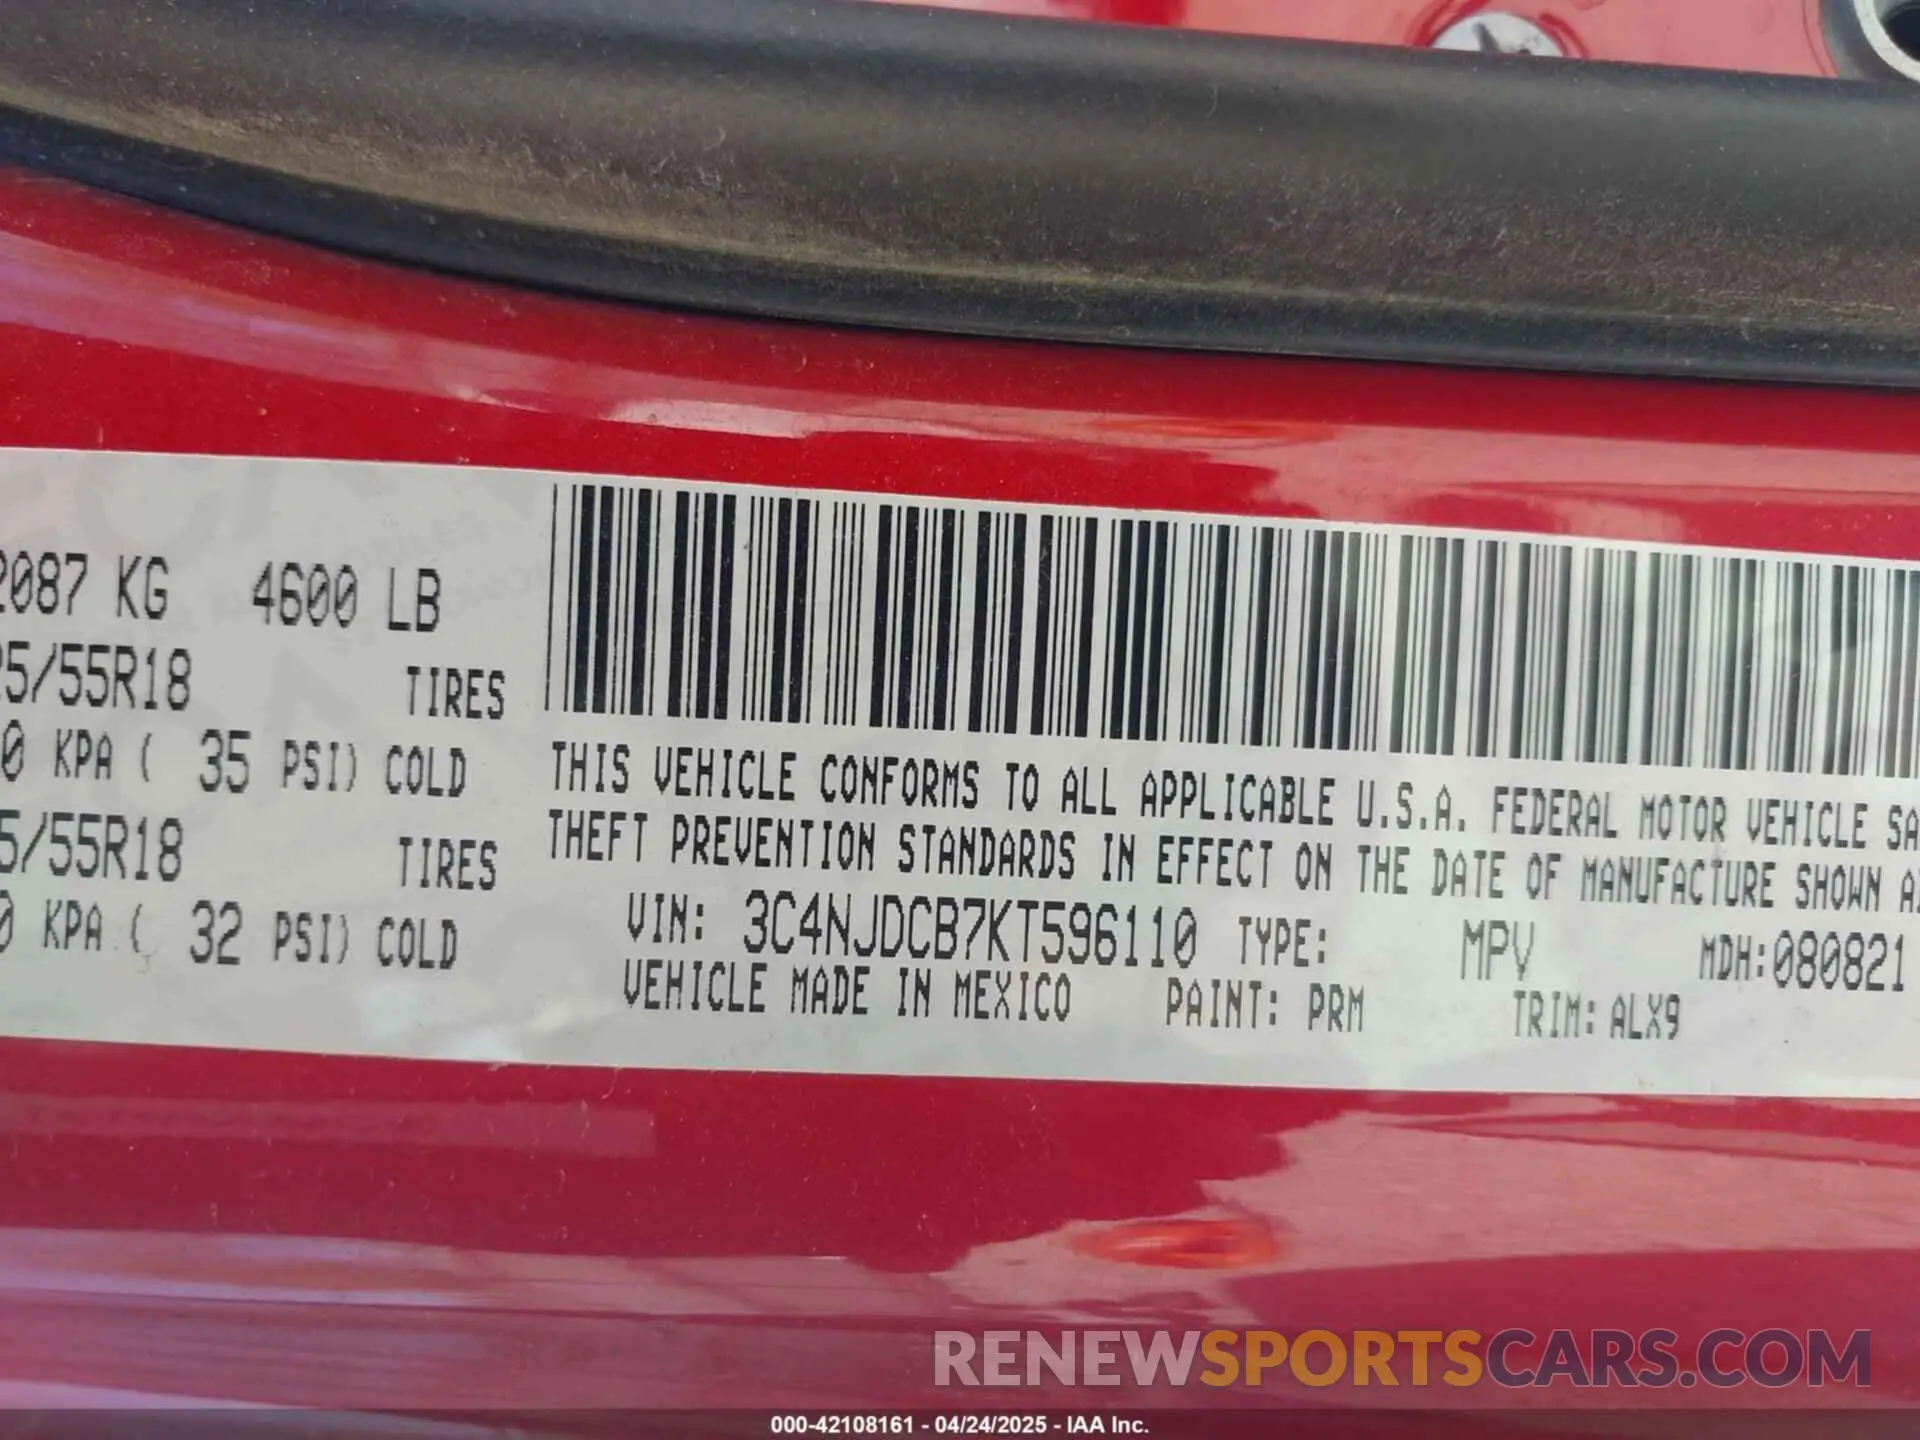 2087 KG 4600 LB
25/55R18 TIRES
0 KPA ( 35 PSI) COLD
5/55R18 TIRES
0 KPA ( 32 PSI) COLD
THIS VEHICLE CONFORMS TO ALL APPLICABLE U.S.A. FEDERAL MOTOR VEHICLE SA
THEFT PREVENTION STANDARDS IN EFFECT ON THE DATE OF MANUFACTURE SHOWN A
VIN: 3C4NJDCB7KT596110 TYPE: MPV MDH:080821
VEHICLE MADE IN MEXICO PAINT: PRM TRIM: ALX9
RENEWSPORTSCARS.COM
000-42108161 - 04/24/2025 - IAA Inc.